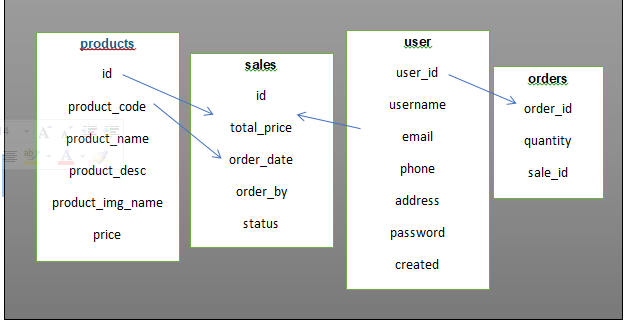 products
id
product_code
product_name
product_desc
product_img_name
price
sales
id
total_price
order_date
order_by
status
user
user_id
username
email
phone
address
password
created
orders
order_id
quantity
sale_id